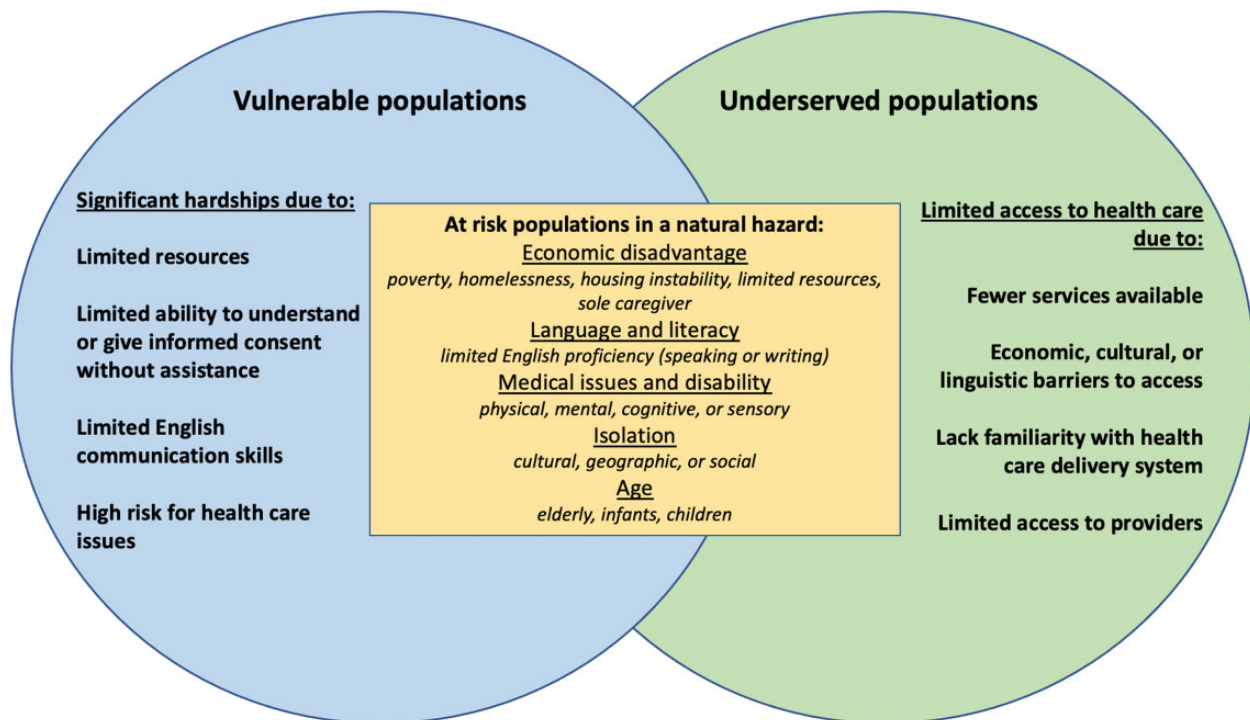 Vulnerable populations
Underserved populations
Significant hardships due to:
Limited resources
Limited ability to understand
or give informed consent
without assistance
Limited English
communication skills
High risk for health care
issues
At risk populations in a natural hazard:
Economic disadvantage
poverty, homelessness, housing instability, limited resources,
sole caregiver
Language and literacy
limited English proficiency (speaking or writing)
Medical issues and disability
physical, mental, cognitive, or sensory
Isolation
cultural, geographic, or social
Age
elderly, infants, children
Limited access to health care
due to:
Fewer services available
Economic, cultural, or
linguistic barriers to access
Lack familiarity with health
care delivery system
Limited access to providers